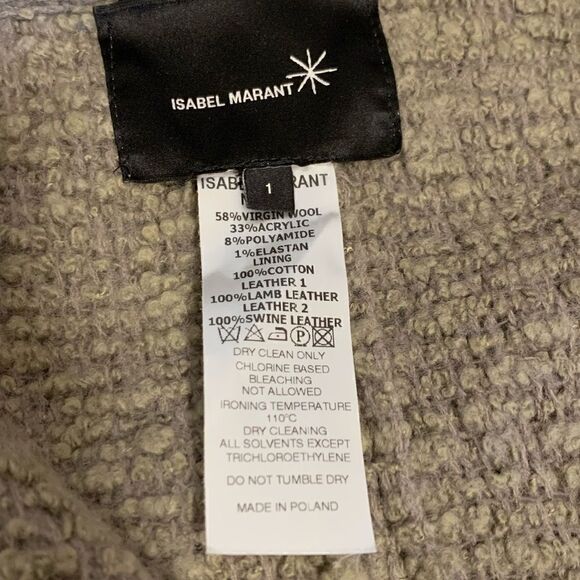 ISABEL MARANT
1
ISAB RANT
58%VIRGIN WOOL
33%ACRYLIC
8%POLYAMIDE
1%ELASTAN
LINING
100%COTTON
LEATHER 1
100%LAMB LEATHER
LEATHER 2
100%SWINE LEATHER
P
DRY CLEAN ONLY
CHLORINE BASED
BLEACHING
NOT ALLOWED
IRONING TEMPERATURE
110°C
DRY CLEANING
ALL SOLVENTS EXCEPT
TRICHLOROETHYLENE
DO NOT TUMBLE DRY
MADE IN POLAND